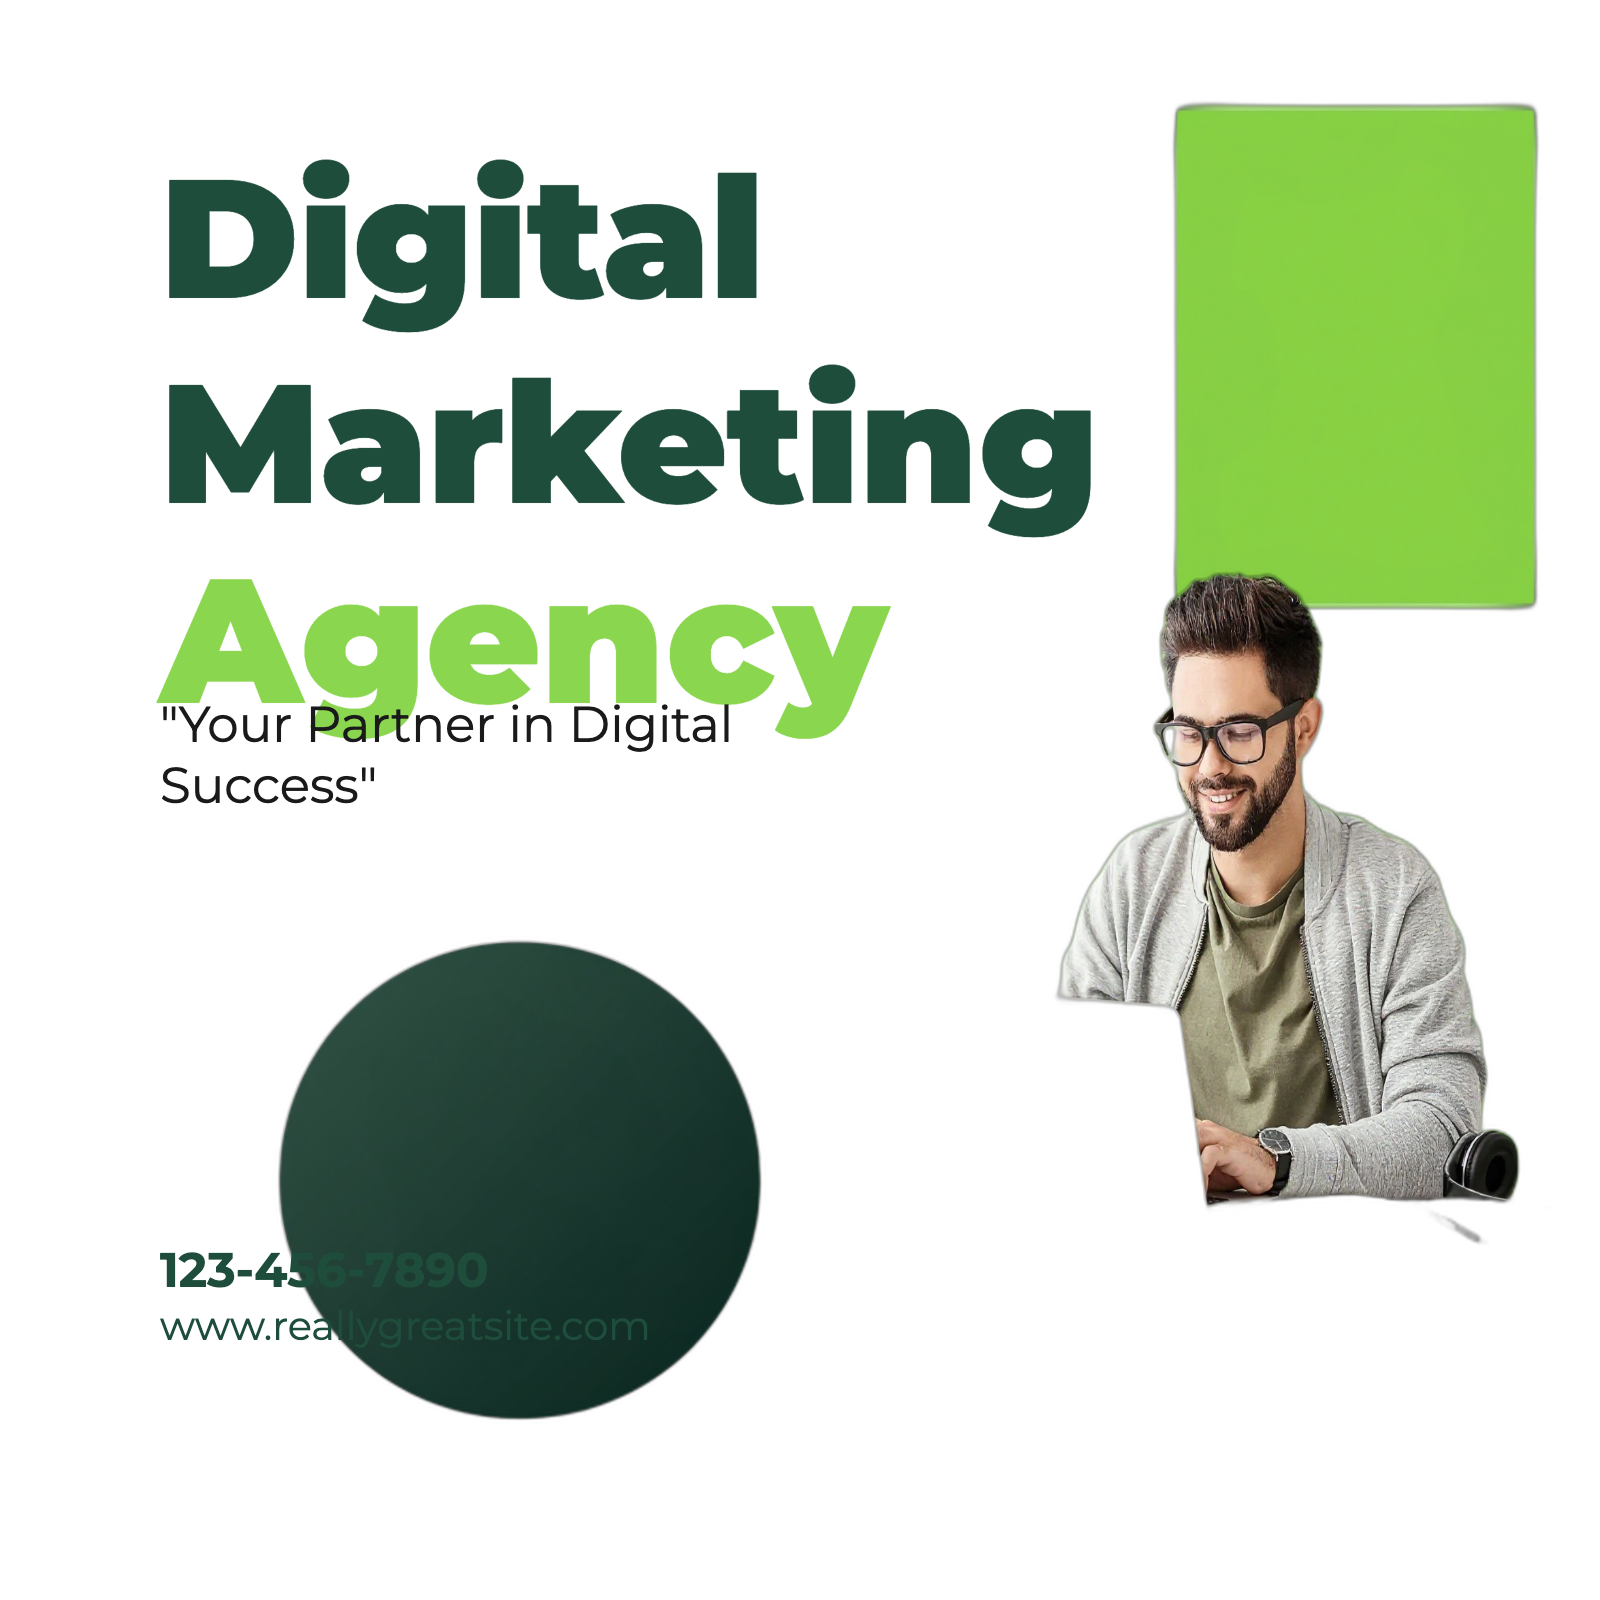 Digital
Marketing
Agency
"Your Partner in Digital
Success"
123-456-7890
www.reallygreatsite.com